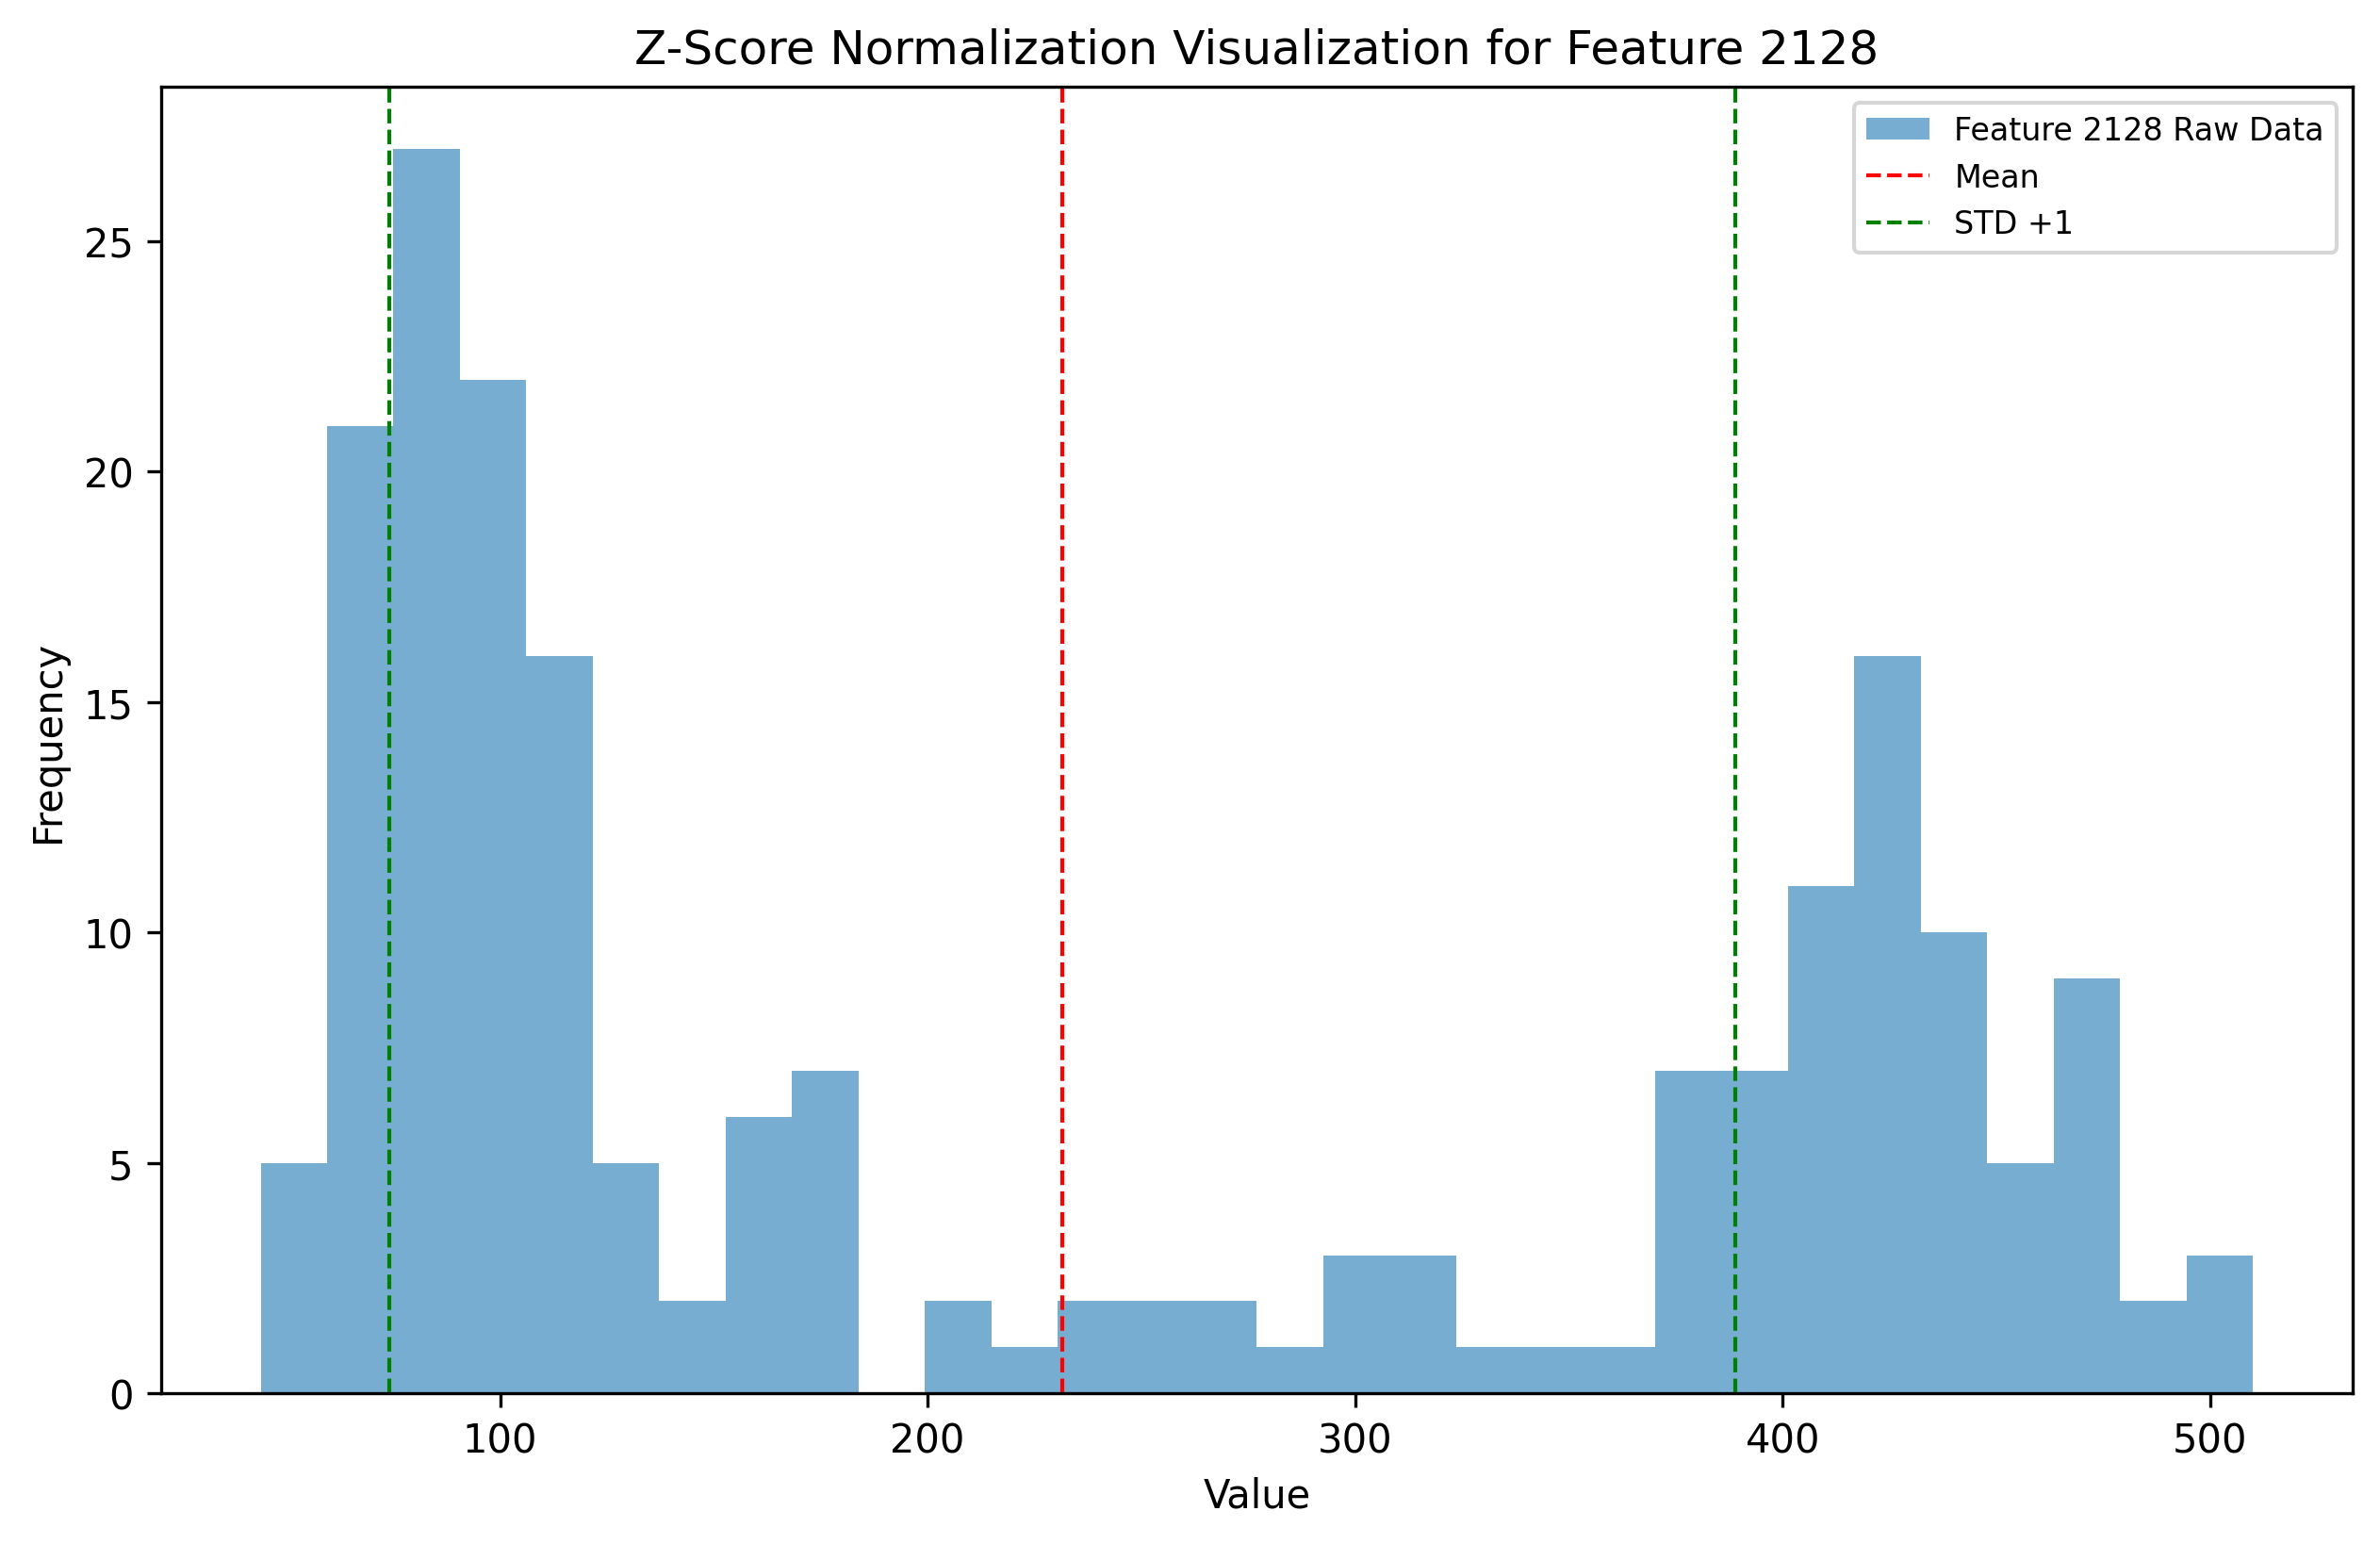 Z-Score Normalization Visualization for Feature 2128
Feature 2128 Raw Data
Mean
STD +1
Frequency
25
20
15
10
5
0
100 200 300 400 500
Value